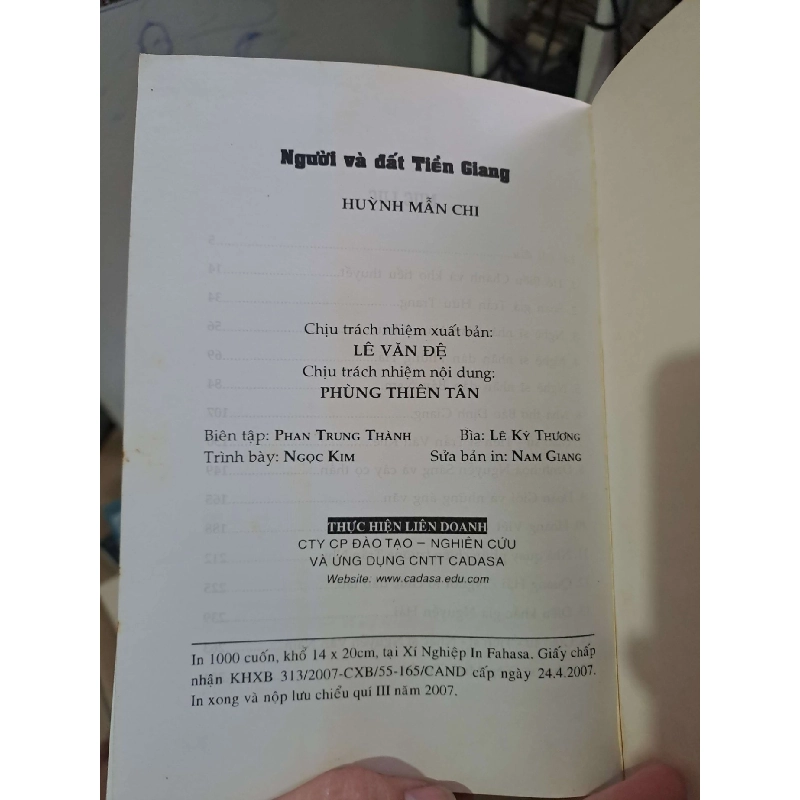 Người và đất Tiền Giang
HUỲNH MẪN CHI
Chịu trách nhiệm xuất bản:
LÊ VĂN ĐỆ
Chịu trách nhiệm nội dung:
PHÙNG THIÊN TÂN
Biên tập: PHAN TRUNG THÀNH Bìa: LÊ KỲ THƯƠNG
Trình bày: NGỌC KIM Sửa bản in: NAM GIANG
THỰC HIỆN LIÊN DOANH
CTY CP ĐÀO TẠO – NGHIÊN CỨU
VÀ ỨNG DỤNG CNTT CADASA
Website: www.cadasa.edu.com
In 1000 cuốn, khổ 14 x 20cm, tại Xí Nghiệp In Fahasa. Giấy chấp
nhận KHXB 313/2007-CXB/55-165/CAND cấp ngày 24.4.2007.
In xong và nộp lưu chiểu quí III năm 2007.